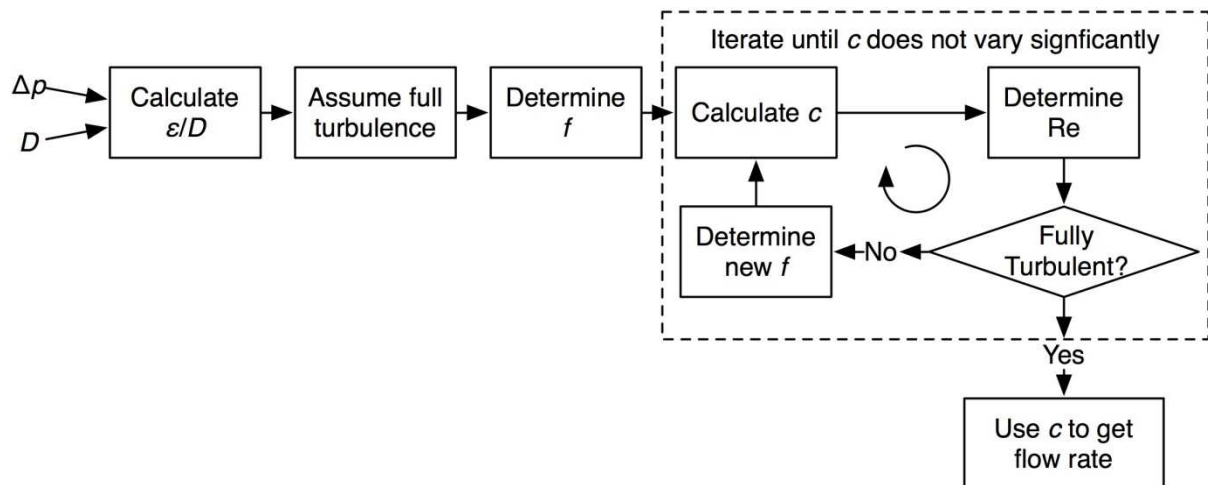 Iterate until c does not vary signficantly
Δp
D
Calculate
ε/D
Assume full
turbulence
Determine
f
Calculate c
Determine
Re
Determine
new f
No
Fully
Turbulent?
Yes
Use c to get
flow rate